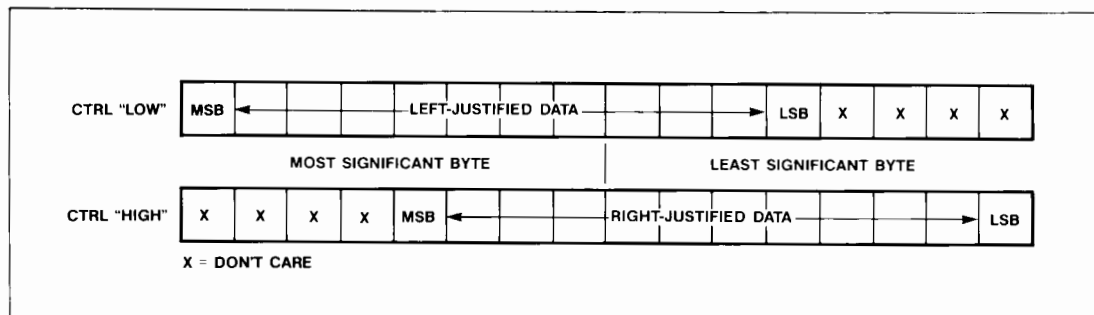 CTRL "LOW" MSB LEFT-JUSTIFIED DATA LSB X X X X
MOST SIGNIFICANT BYTE LEAST SIGNIFICANT BYTE
CTRL "HIGH" X X X X MSB RIGHT-JUSTIFIED DATA LSB
X = DON'T CARE